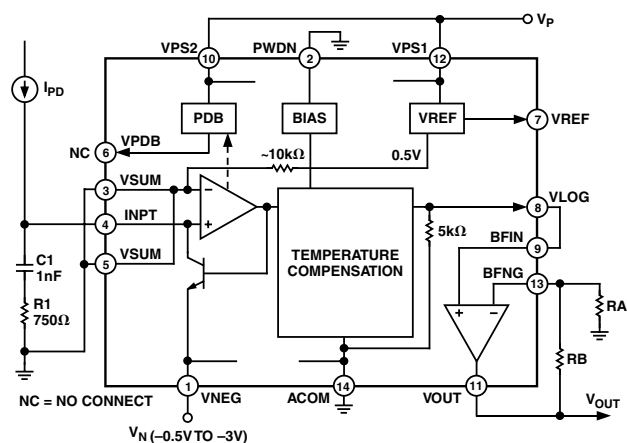 V_P
VPS2 PWDN VPS1
10 2 12
I_PD
PDB BIAS VREF 7 VREF
VPDB
NC 6
~10kΩ 0.5V
VSUM
3 −
VLOG
8
INPT
4 +
5kΩ
BFIN
9
VSUM
5
TEMPERATURE
COMPENSATION
C1
1nF
BFNG
13
RA
+ −
R1
750Ω
RB
1 VNEG
ACOM 14
VOUT 11
V_OUT
NC = NO CONNECT
V_N (–0.5V TO –3V)